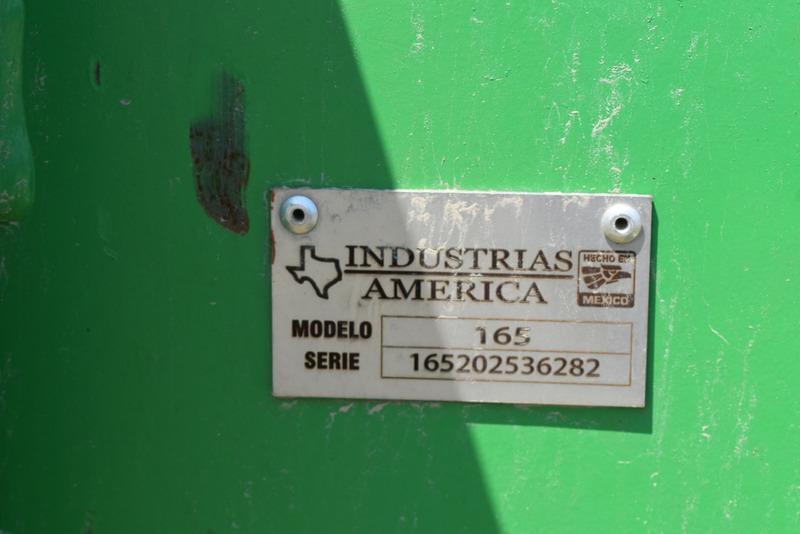 INDUSTRIAS
AMERICA
HECHO EN
MEXICO
MODELO 165
SERIE 165202536282